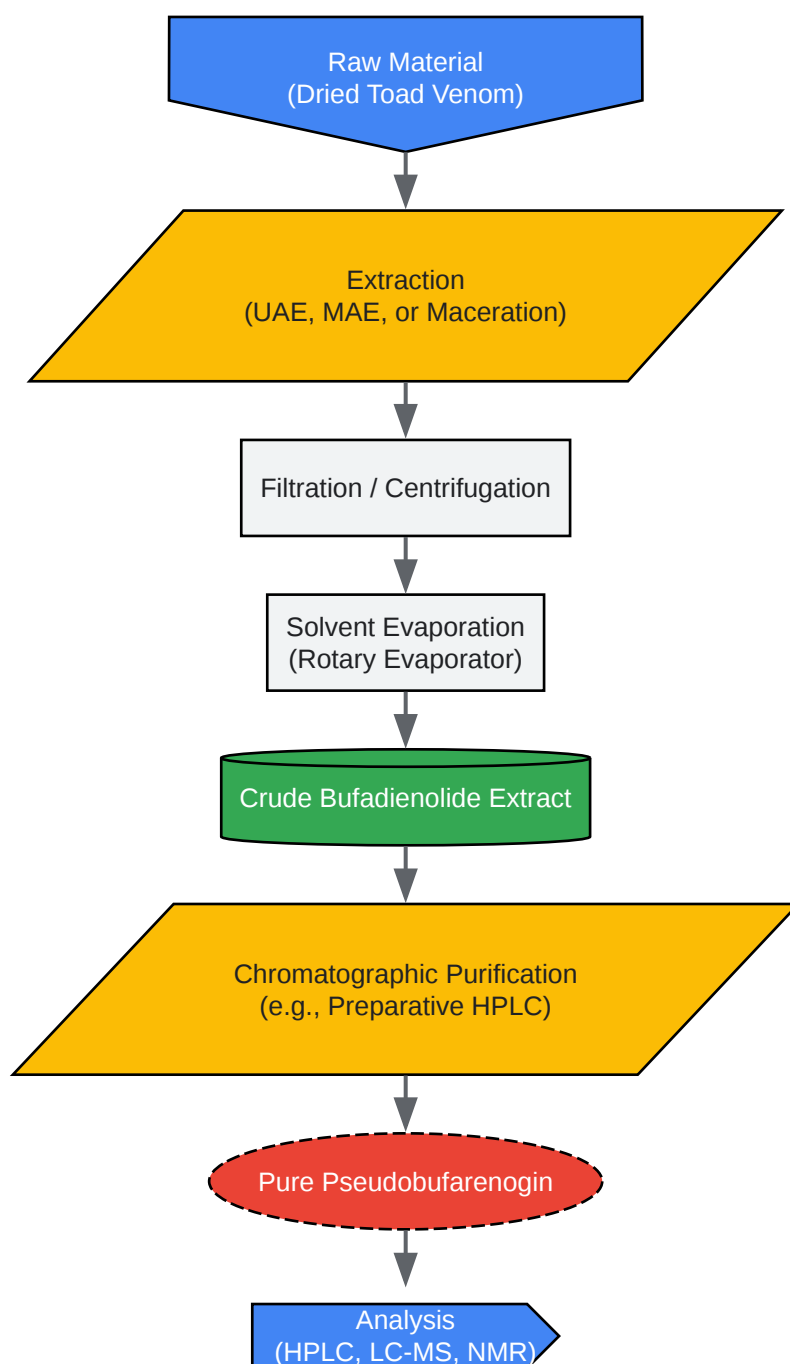 Raw Material
(Dried Toad Venom)
Extraction
(UAE, MAE, or Maceration)
Filtration / Centrifugation
Solvent Evaporation
(Rotary Evaporator)
Crude Bufadienolide Extract
Chromatographic Purification
(e.g., Preparative HPLC)
Pure Pseudobufarenogin
Analysis
(HPLC, LC-MS, NMR)